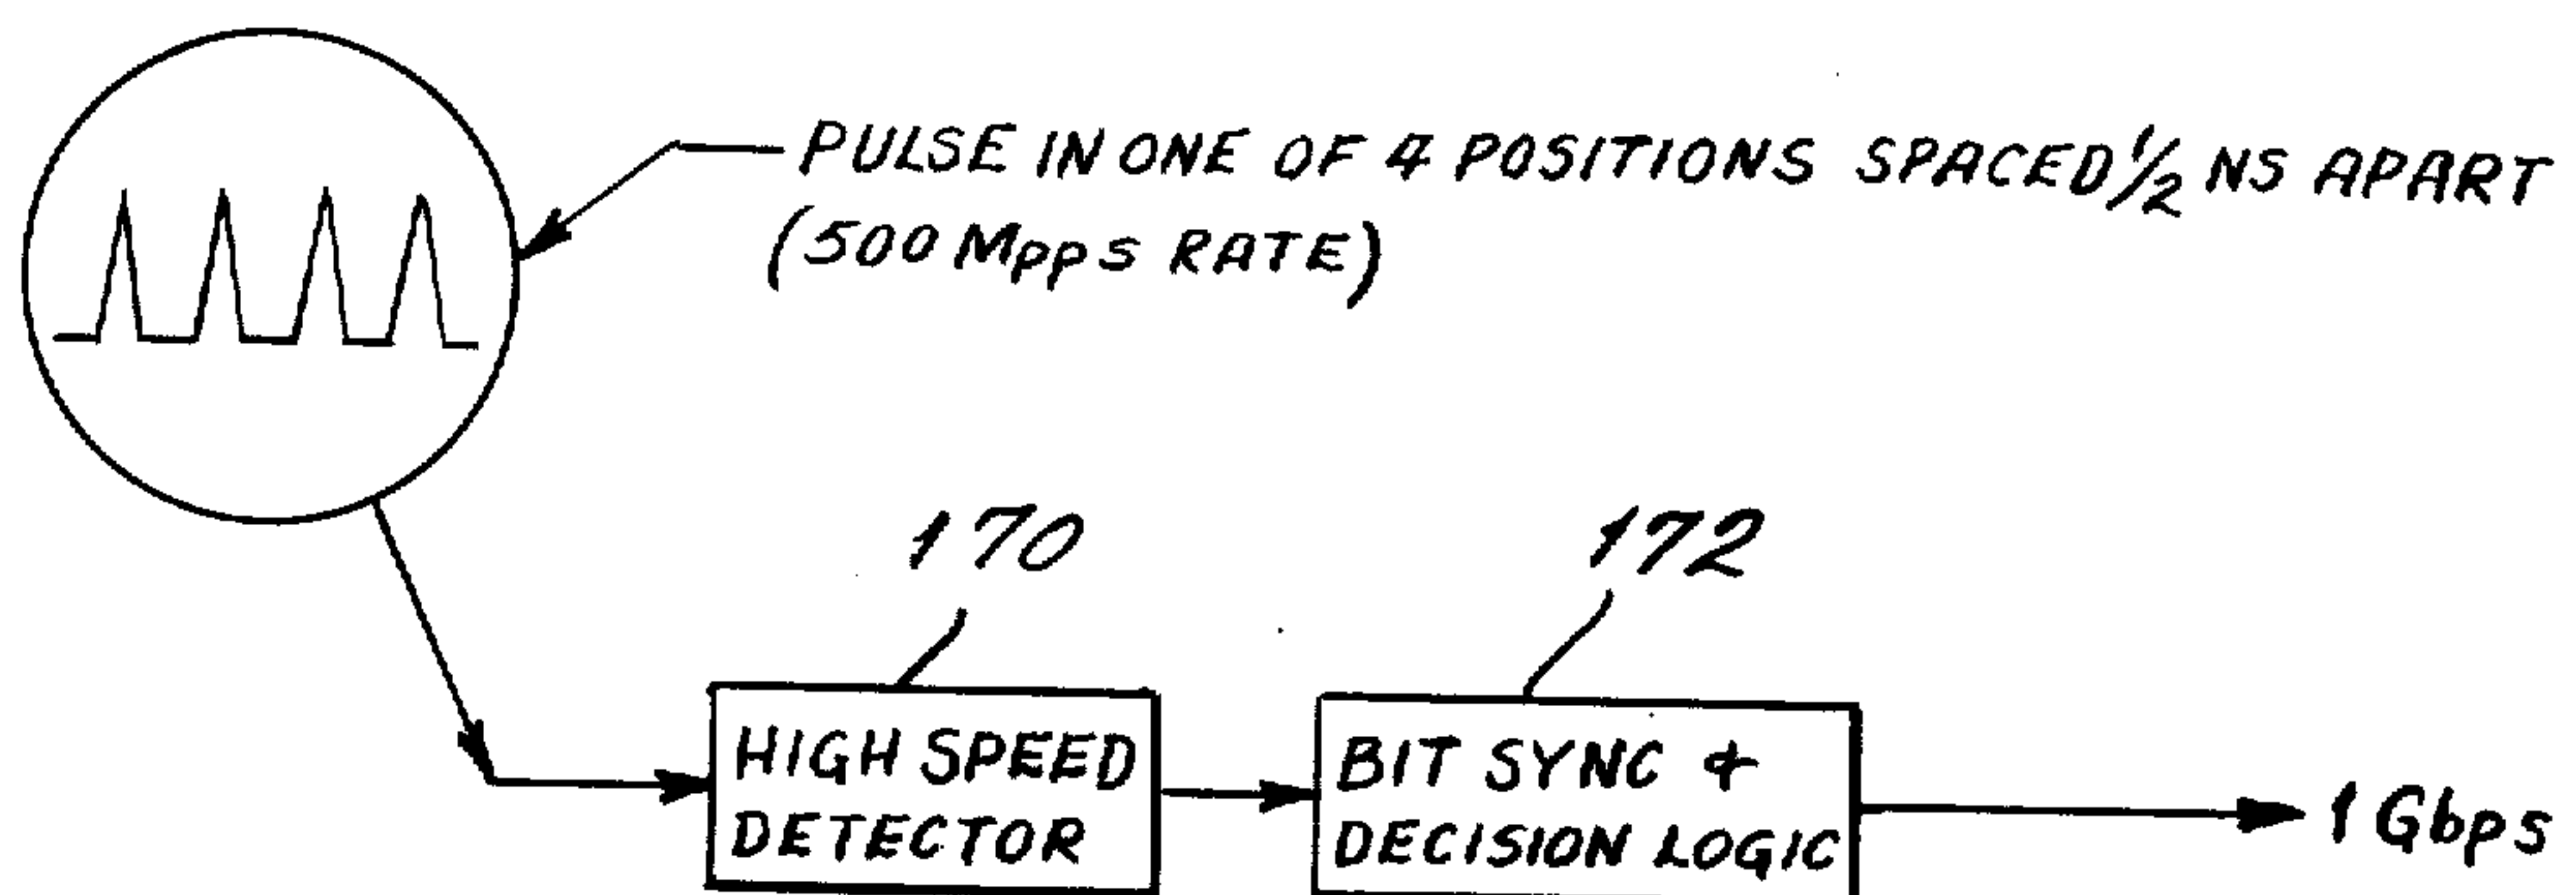 PULSE IN ONE OF 4 POSITIONS SPACED 1/2 NS APART
(500 Mpps RATE)
170
172
HIGH SPEED
DETECTOR
BIT SYNC &
DECISION LOGIC
1 Gbps